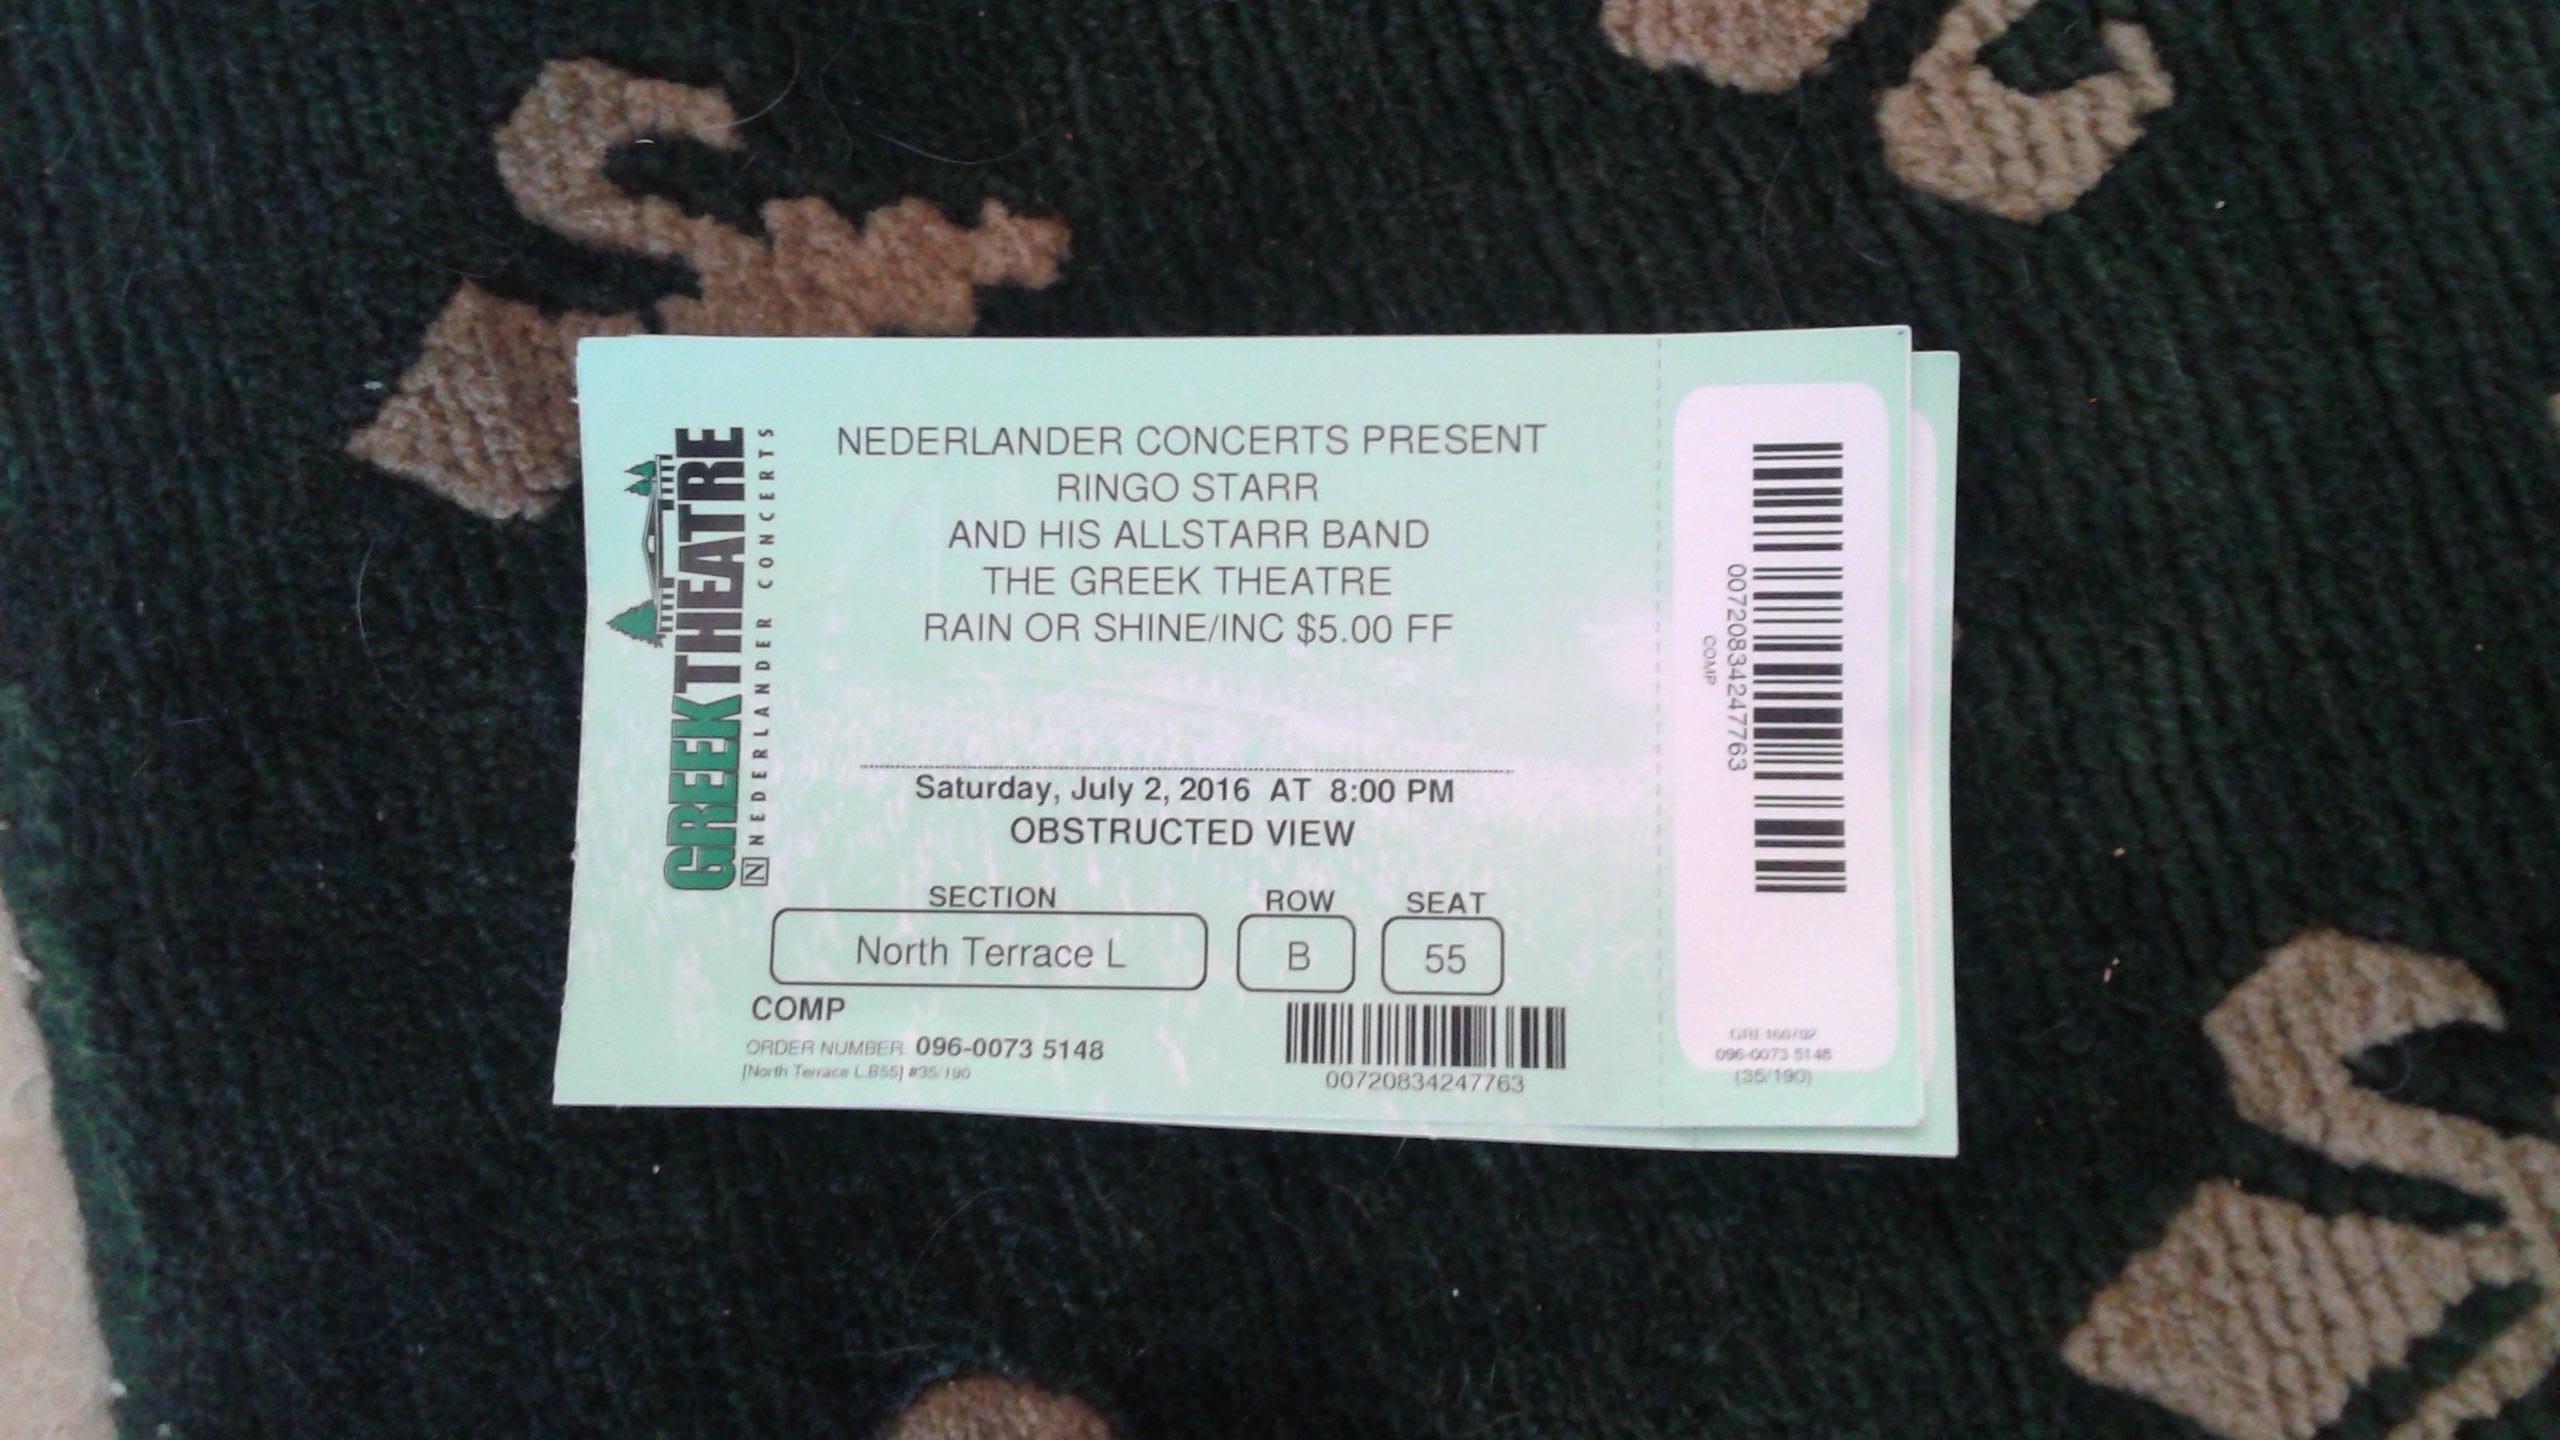 GREEKTHEATRE
N NEDERLANDER CONCERTS
NEDERLANDER CONCERTS PRESENT
RINGO STARR
AND HIS ALLSTARR BAND
THE GREEK THEATRE
RAIN OR SHINE/INC $5.00 FF
Saturday, July 2, 2016 AT 8:00 PM
OBSTRUCTED VIEW
SECTION ROW SEAT
North Terrace L B 55
COMP
ORDER NUMBER: 096-0073 5148
[North Terrace L.B55] #35/190
00720834247763
00720834247763
COMP
GRE160702
096-0073 5148
(35/190)